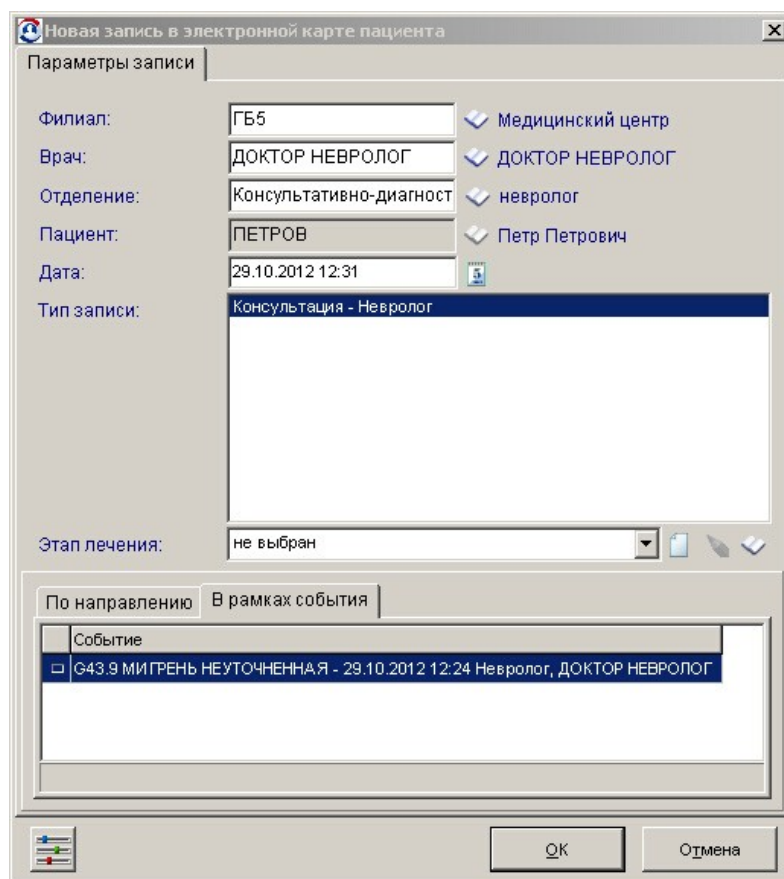 Новая запись в электронной карте пациента
Параметры записи
Филиал: ГБ5 Медицинский центр
Врач: ДОКТОР НЕВРОЛОГ ДОКТОР НЕВРОЛОГ
Отделение: Консультативно-диагност невролог
Пациент: ПЕТРОВ Петр Петрович
Дата: 29.10.2012 12:31 5
Тип записи: Консультация - Невролог
Этап лечения: не выбран
По направлению В рамках события
Событие
G43.9 МИГРЕНЬ НЕУТОЧНЕННАЯ - 29.10.2012 12:24 Невролог, ДОКТОР НЕВРОЛОГ
OK Отмена